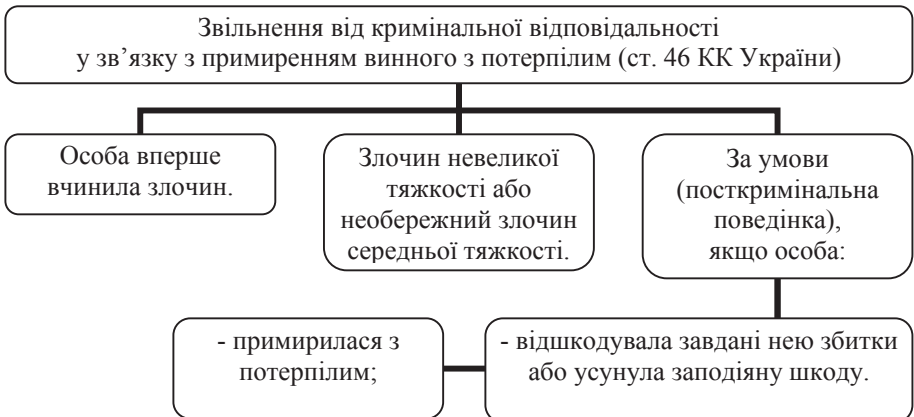 Звільнення від кримінальної відповідальності
у зв’язку з примиренням винного з потерпілим (ст. 46 КК України)
Особа вперше
вчинила злочин.
Злочин невеликої
тяжкості або
необережний злочин
середньої тяжкості.
За умови
(посткримінальна
поведінка),
якщо особа:
- примирилася з
потерпілим;
- відшкодувала завдані нею збитки
або усунула заподіяну шкоду.